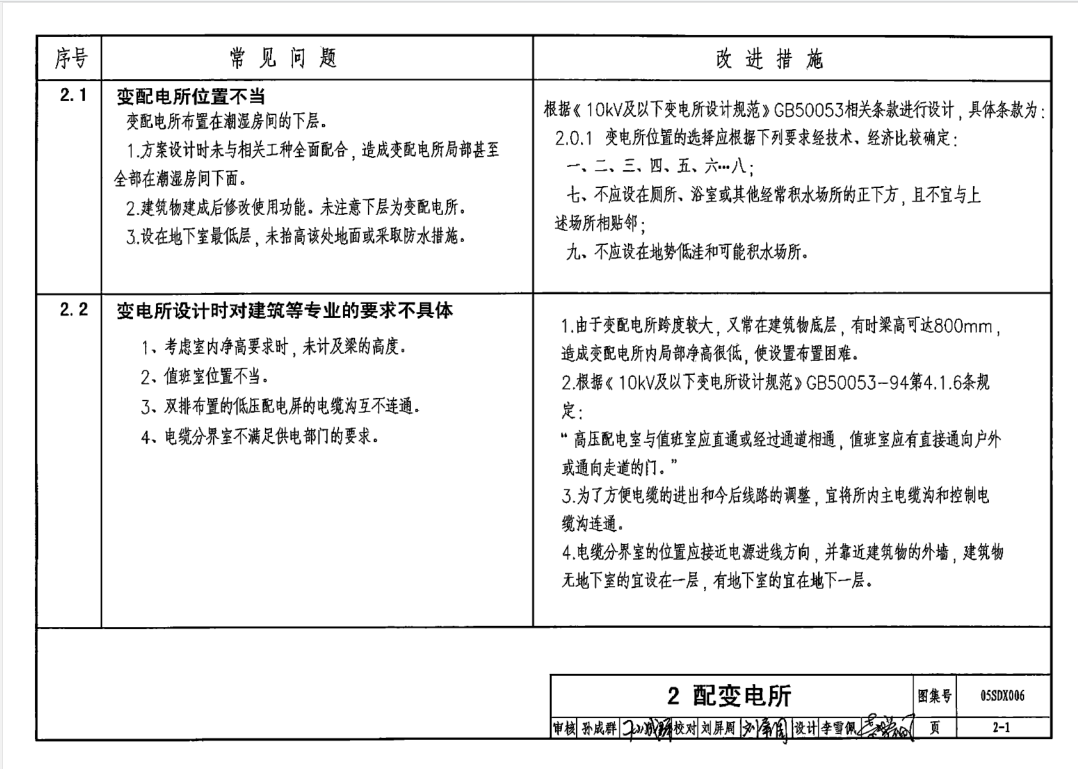 序号 常见问题 改进措施
2.1 变配电所位置不当
变配电所布置在潮湿房间的下层。
1.方案设计时未与相关工种全面配合，造成变配电所局部甚至
全部在潮湿房间下面。
2.建筑物建成后修改使用功能。未注意下层为变配电所。
3.设在地下室最低层，未抬高该处地面或采取防水措施。
根据《10kV及以下变电所设计规范》GB50053相关条款进行设计，具体条款为：
2.0.1 变电所位置的选择应根据下列要求经技术、经济比较确定：
一、二、三、四、五、六…八；
七、不应设在厕所、浴室或其他经常积水场所的正下方，且不宜与上
述场所相贴邻；
九、不应设在地势低洼和可能积水场所。
2.2 变电所设计时对建筑等专业的要求不具体
1、考虑室内净高要求时，未计及梁的高度。
2、值班室位置不当。
3、双排布置的低压配电屏的电缆沟互不连通。
4、电缆分界室不满足供电部门的要求。
1.由于变配电所跨度较大，又常在建筑物底层，有时梁高可达800mm，
造成变配电所内局部净高很低，使设置布置困难。
2.根据《10kV及以下变电所设计规范》GB50053-94第4.1.6条规
定：
“高压配电室与值班室应直通或经过通道相通，值班室应有直接通向户外
或通向走道的门。”
3.为了方便电缆的进出和今后线路的调整，宜将所内主电缆沟和控制电
缆沟连通。
4.电缆分界室的位置应接近电源进线方向，并靠近建筑物的外墙，建筑物
无地下室的宜设在一层，有地下室的宜在地下一层。
2 配变电所 图集号 05SDX006
审核 孙成群 校对 刘屏周 设计 李雪佩 页 2-1